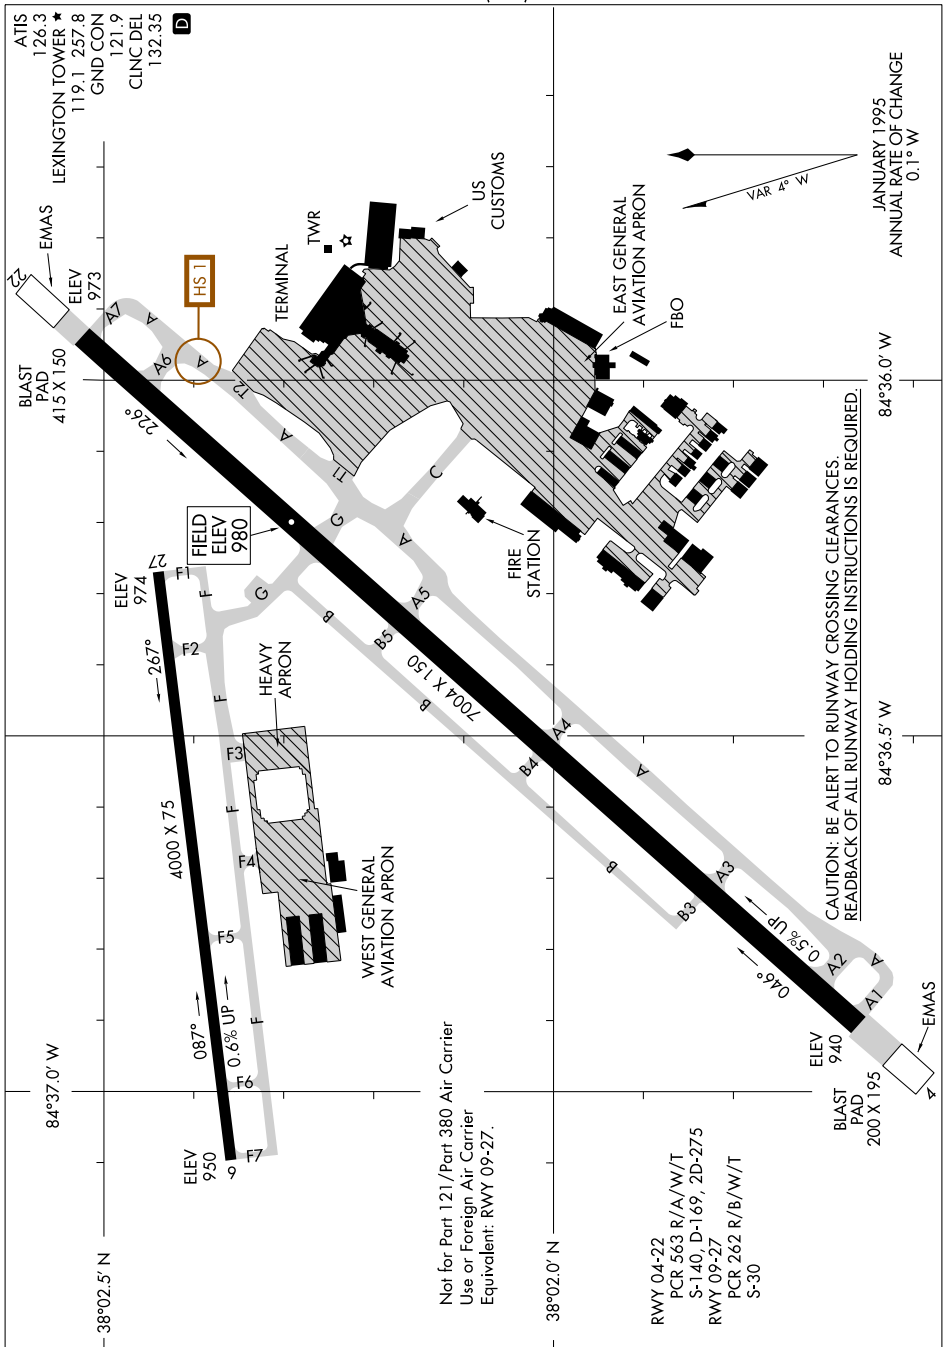 ATIS
126.3
LEXINGTON TOWER ★
119.1 257.8
GND CON
121.9
CLNC DEL
132.35
D
22
EMAS
ELEV
973
BLAST
PAD
415 X 150
A7
A
A6
HS 1
A
T2
226°
A
TERMINAL
TWR
US
CUSTOMS
EAST GENERAL
AVIATION APRON
FBO
VAR 4° W
JANUARY 1995
ANNUAL RATE OF CHANGE
0.1° W
84°36.0' W
T1
G
C
A
FIELD
ELEV
980
FIRE
STATION
ELEV
974
27
F1
F
G
F2
267°
B
B5
A5
7004 X 150
B
HEAVY
APRON
F
F3
F
F4
4000 X 75
B4
A4
A
84°36.5' W
B
A3
B3
WEST GENERAL
AVIATION APRON
F5
087°
0.6% UP
F
F6
F7
ELEV
950
9
0.5% UP
046°
A2
A
A1
ELEV
940
EMAS
4
BLAST
PAD
200 X 195
CAUTION: BE ALERT TO RUNWAY CROSSING CLEARANCES.
READBACK OF ALL RUNWAY HOLDING INSTRUCTIONS IS REQUIRED.
84°37.0' W
38°02.5' N
38°02.0' N
Not for Part 121/Part 380 Air Carrier
Use or Foreign Air Carrier
Equivalent: RWY 09-27.
RWY 04-22
PCR 563 R/A/W/T
S-140, D-169, 2D-275
RWY 09-27
PCR 262 R/B/W/T
S-30